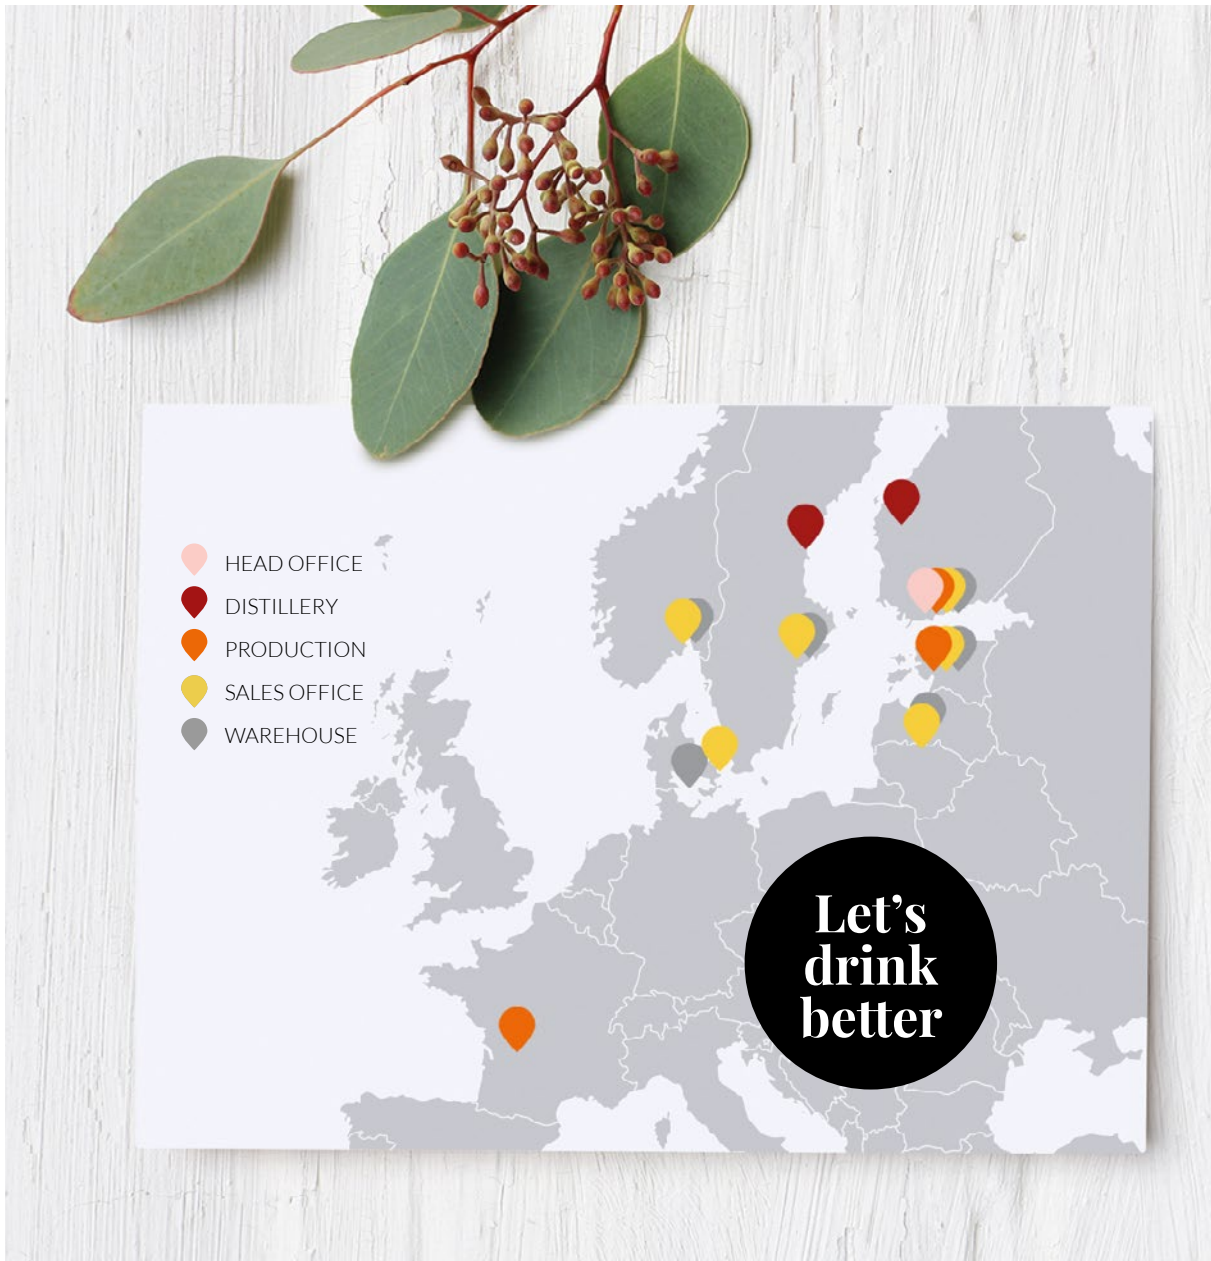 HEAD OFFICE
DISTILLERY
PRODUCTION
SALES OFFICE
WAREHOUSE
Let’s
drink
better